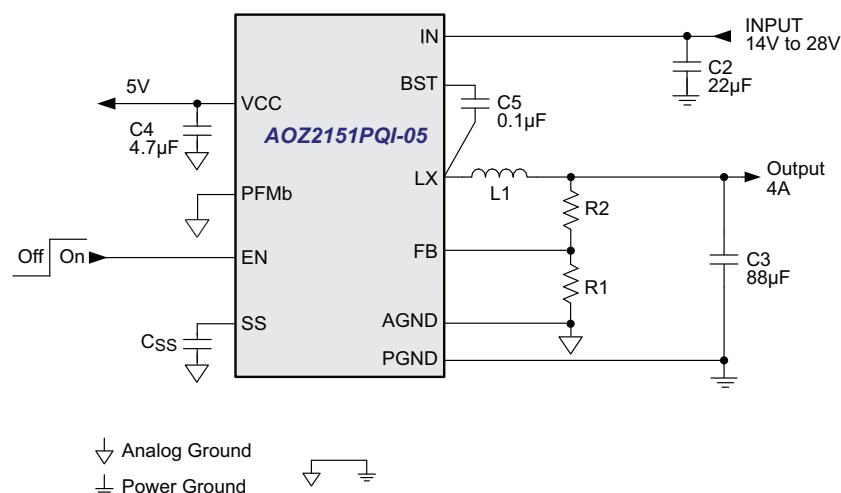 IN
INPUT
14V to 28V
C2
22µF
BST
C5
0.1µF
5V
VCC
C4
4.7µF
AOZ2151PQI-05
LX
L1
Output
4A
PFMb
R2
Off
On
EN
FB
C3
88µF
R1
SS
CSS
AGND
PGND
Analog Ground
Power Ground